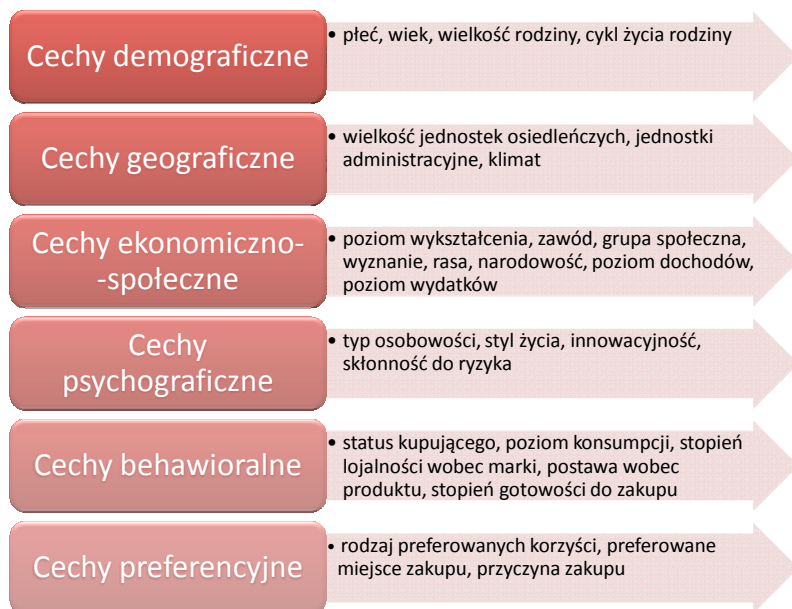 Cechy demograficzne
• płeć, wiek, wielkość rodziny, cykl życia rodziny
Cechy geograficzne
• wielkość jednostek osiedleńczych, jednostki
administracyjne, klimat
Cechy ekonomiczno-
-społeczne
• poziom wykształcenia, zawód, grupa społeczna,
wyznanie, rasa, narodowość, poziom dochodów,
poziom wydatków
Cechy
psychograficzne
• typ osobowości, styl życia, innowacyjność,
skłonność do ryzyka
Cechy behawioralne
• status kupującego, poziom konsumpcji, stopień
lojalności wobec marki, postawa wobec
produktu, stopień gotowości do zakupu
Cechy preferencyjne
• rodzaj preferowanych korzyści, preferowane
miejsce zakupu, przyczyna zakupu